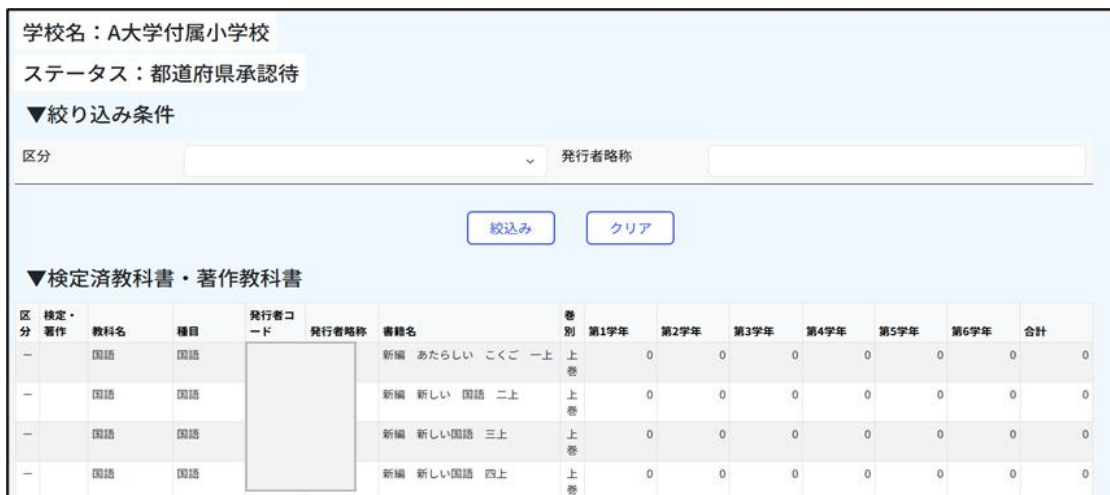 学校名：A大学付属小学校
ステータス：都道府県承認待
▼絞り込み条件
区分 発行者略称
絞込み クリア
▼検定済教科書・著作教科書
区分 検定・著作 教科名 種目 発行者コード 発行者略称 書籍名 巻別 第1学年 第2学年 第3学年 第4学年 第5学年 第6学年 合計
ー 国語 国語 新編 あたらしい こくご 一上 上巻 0 0 0 0 0 0 0
ー 国語 国語 新編 新しい 国語 二上 上巻 0 0 0 0 0 0 0
ー 国語 国語 新編 新しい国語 三上 上巻 0 0 0 0 0 0 0
ー 国語 国語 新編 新しい国語 四上 上巻 0 0 0 0 0 0 0